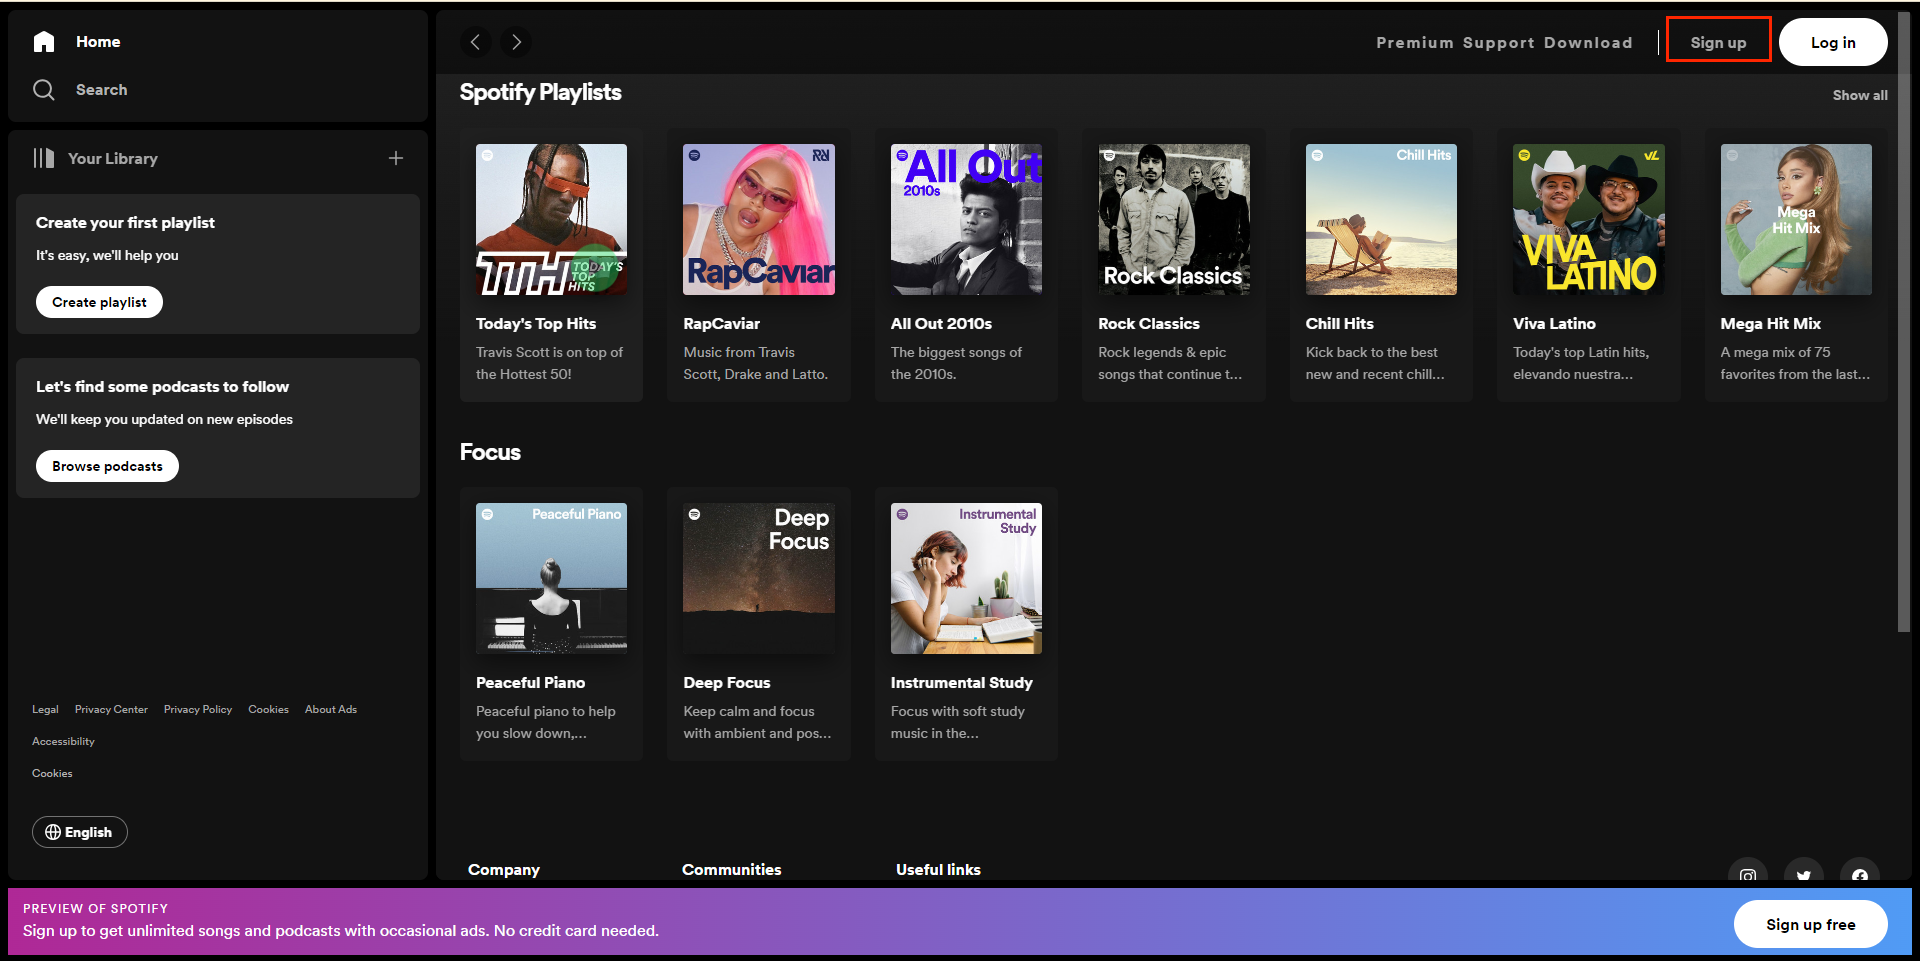 Home
Search
Your Library
Create your first playlist
It's easy, we'll help you
Create playlist
Let's find some podcasts to follow
We'll keep you updated on new episodes
Browse podcasts
Legal Privacy Center Privacy Policy Cookies About Ads
Accessibility
Cookies
English
Premium Support Download
Sign up
Log in
Spotify Playlists
Show all
TTH TODAY'S
TOP
HITS
Today's Top Hits
Travis Scott is on top of
the Hottest 50!
RapCaviar
RapCaviar
Music from Travis
Scott, Drake and Latto.
All Out
2010s
All Out 2010s
The biggest songs of
the 2010s.
Rock Classics
Rock Classics
Rock legends & epic
songs that continue t...
Chill Hits
Chill Hits
Kick back to the best
new and recent chill...
VL
VIVA
LATINO
Viva Latino
Today's top Latin hits,
elevando nuestra...
Mega
Hit Mix
Mega Hit Mix
A mega mix of 75
favorites from the last...
Focus
Peaceful Piano
Peaceful Piano
Peaceful piano to help
you slow down,...
Deep
Focus
Deep Focus
Keep calm and focus
with ambient and pos...
Instrumental
Study
Instrumental Study
Focus with soft study
music in the...
Company
Communities
Useful links
PREVIEW OF SPOTIFY
Sign up to get unlimited songs and podcasts with occasional ads. No credit card needed.
Sign up free